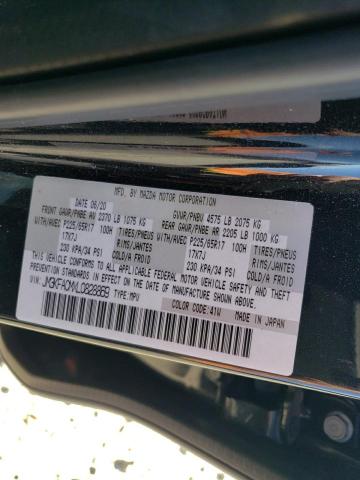 MFD. BY MAZDA MOTOR CORPORATION
DATE 08/20 GVWR/PNBV 4575 LB 2075 KG
FRONT GAWR/PNBE AV 2370 LB 1075 KG REAR GAWR/PNBE AR 2205 LB 1000 KG
WITH/AVEC P225/65R17 100H TIRES/PNEUS WITH/AVEC P225/65R17 100H TIRES/PNEUS
17X7J RIMS/JANTE 17X7J RIMS/JANTE
230 KPA/34 PSI COLD/A FROID 230 KPA/34 PSI COLD/A FROID
THIS VEHICLE CONFORMS TO ALL APPLICABLE FEDERAL MOTOR VEHICLE SAFETY
AND THEFT PREVENTION STANDARDS IN EFFECT ON THE DATE OF MANUFACTURE SHOWN ABOVE.
TYPE:MPV
COLOR CODE:41W MADE IN JAPAN